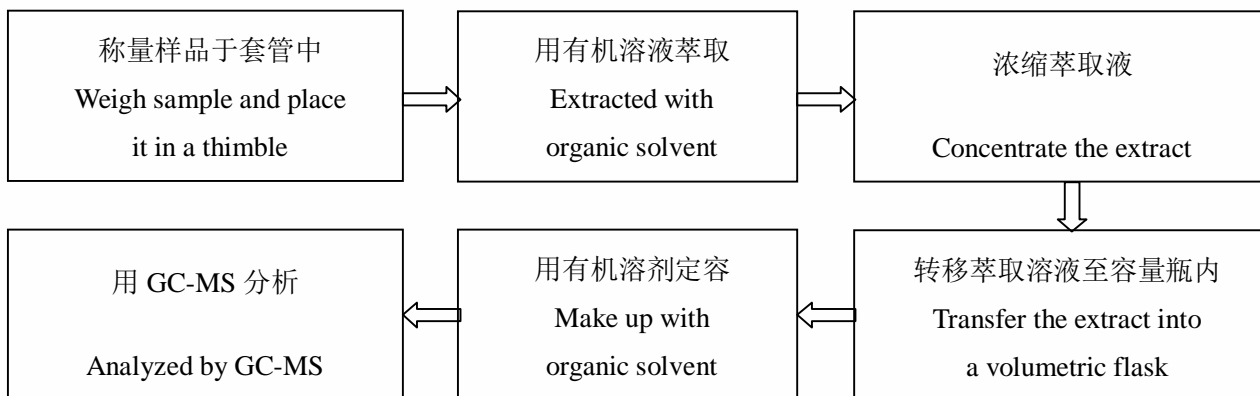 称量样品于套管中
Weigh sample and place
it in a thimble
用有机溶液萃取
Extracted with
organic solvent
浓缩萃取液
Concentrate the extract
转移萃取溶液至容量瓶内
Transfer the extract into
a volumetric flask
用有机溶剂定容
Make up with
organic solvent
用 GC-MS 分析
Analyzed by GC-MS